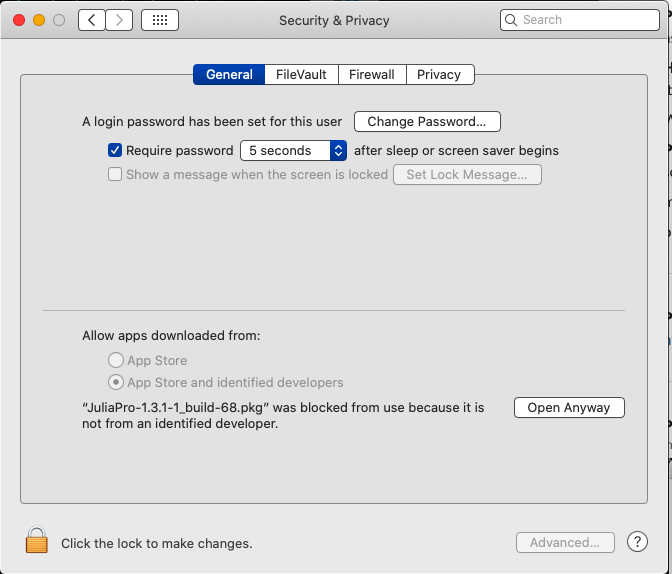 Security & Privacy
Search
General
FileVault
Firewall
Privacy
A login password has been set for this user
Change Password...
Require password
5 seconds
after sleep or screen saver begins
Show a message when the screen is locked
Set Lock Message...
Allow apps downloaded from:
App Store
App Store and identified developers
“JuliaPro-1.3.1-1_build-68.pkg” was blocked from use because it is
not from an identified developer.
Open Anyway
Click the lock to make changes.
Advanced...
?